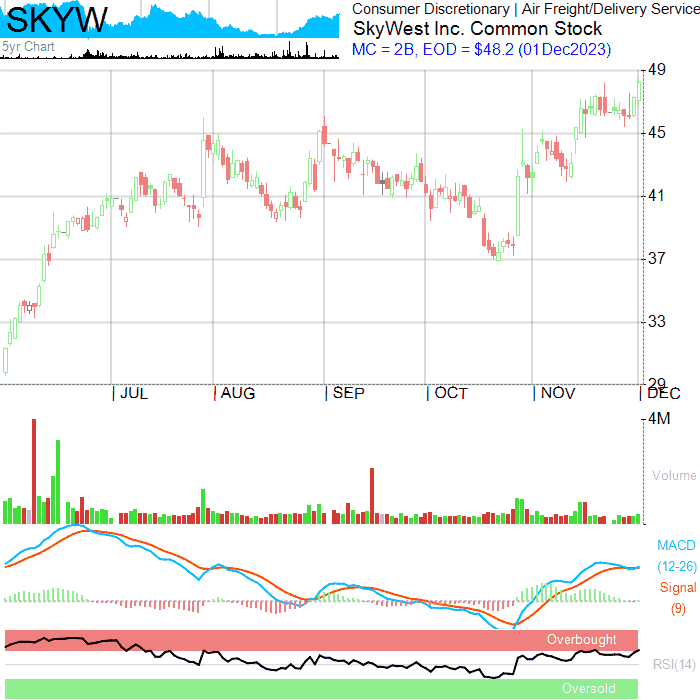 SKYW
5yr Chart
Consumer Discretionary | Air Freight/Delivery Service
SkyWest Inc. Common Stock
MC = 2B, EOD = $48.2 (01Dec2023)
49
45
41
37
33
29
| JUL | AUG | SEP | OCT | NOV | DEC
4M
Volume
MACD
(12-26)
Signal
(9)
Overbought
RSI(14)
Oversold